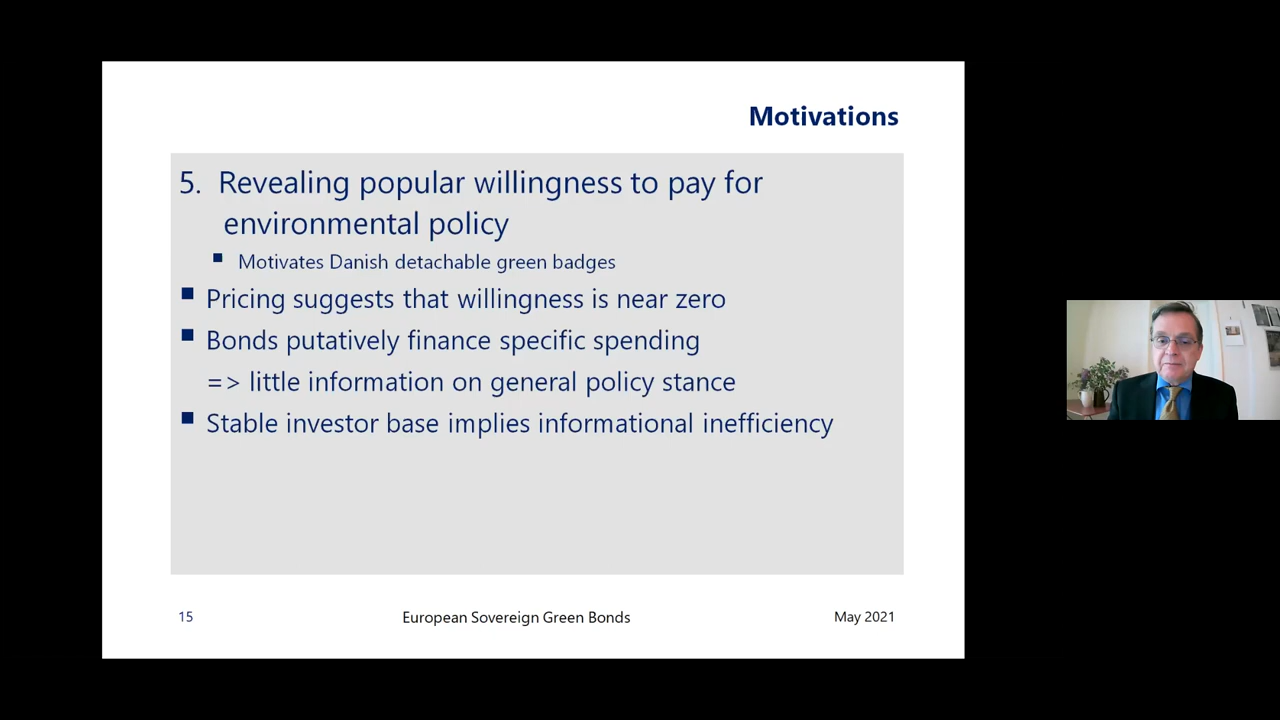 Motivations
5. Revealing popular willingness to pay for
environmental policy
▪ Motivates Danish detachable green badges
▪ Pricing suggests that willingness is near zero
▪ Bonds putatively finance specific spending
=> little information on general policy stance
▪ Stable investor base implies informational inefficiency
15 European Sovereign Green Bonds May 2021